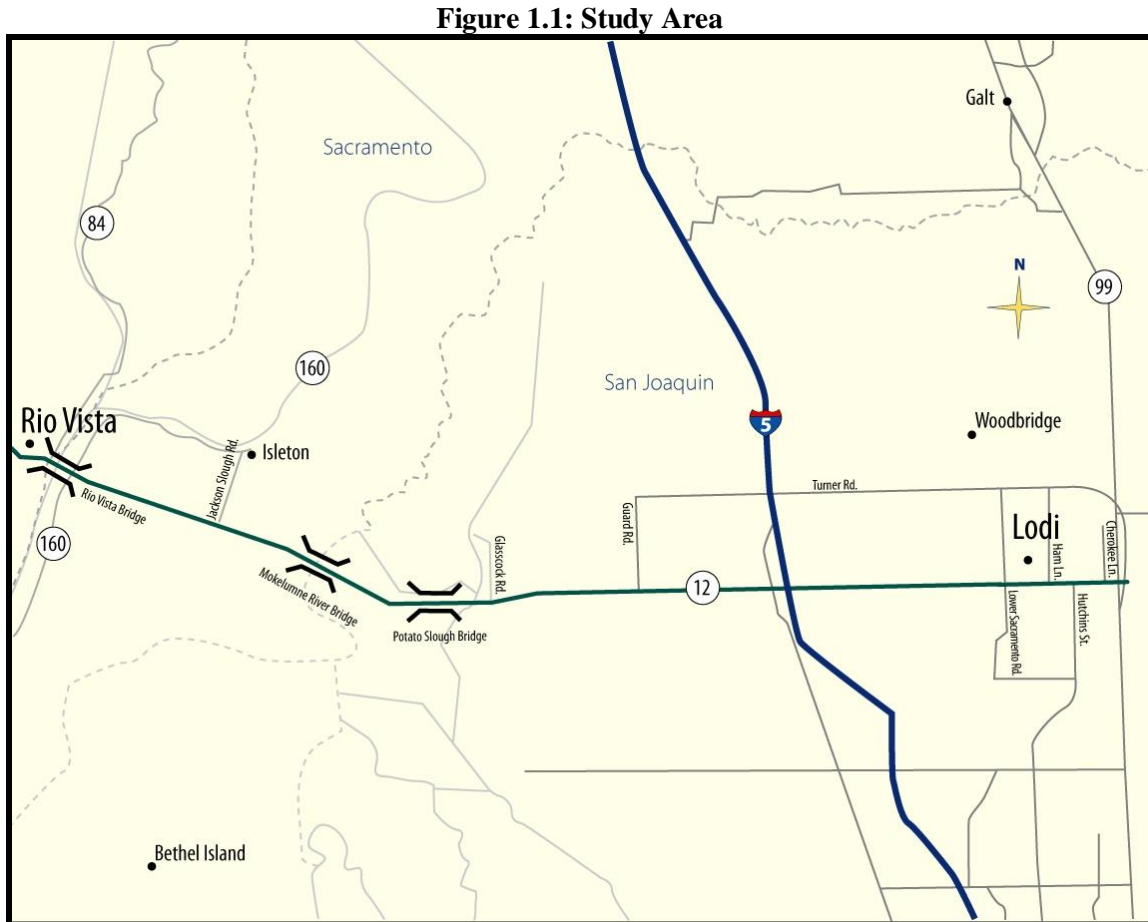 Figure 1.1: Study Area
Galt
Sacramento
84
N
99
160
San Joaquin
5
Rio Vista
Woodbridge
Isleton
Jackson Slough Rd.
Turner Rd.
Rio Vista Bridge
Guard Rd.
Lodi
Ham Ln.
Cherokee Ln.
160
Glasscock Rd.
Mokelumne River Bridge
12
Potato Slough Bridge
Lower Sacramento Rd.
Hutchins St.
Bethel Island